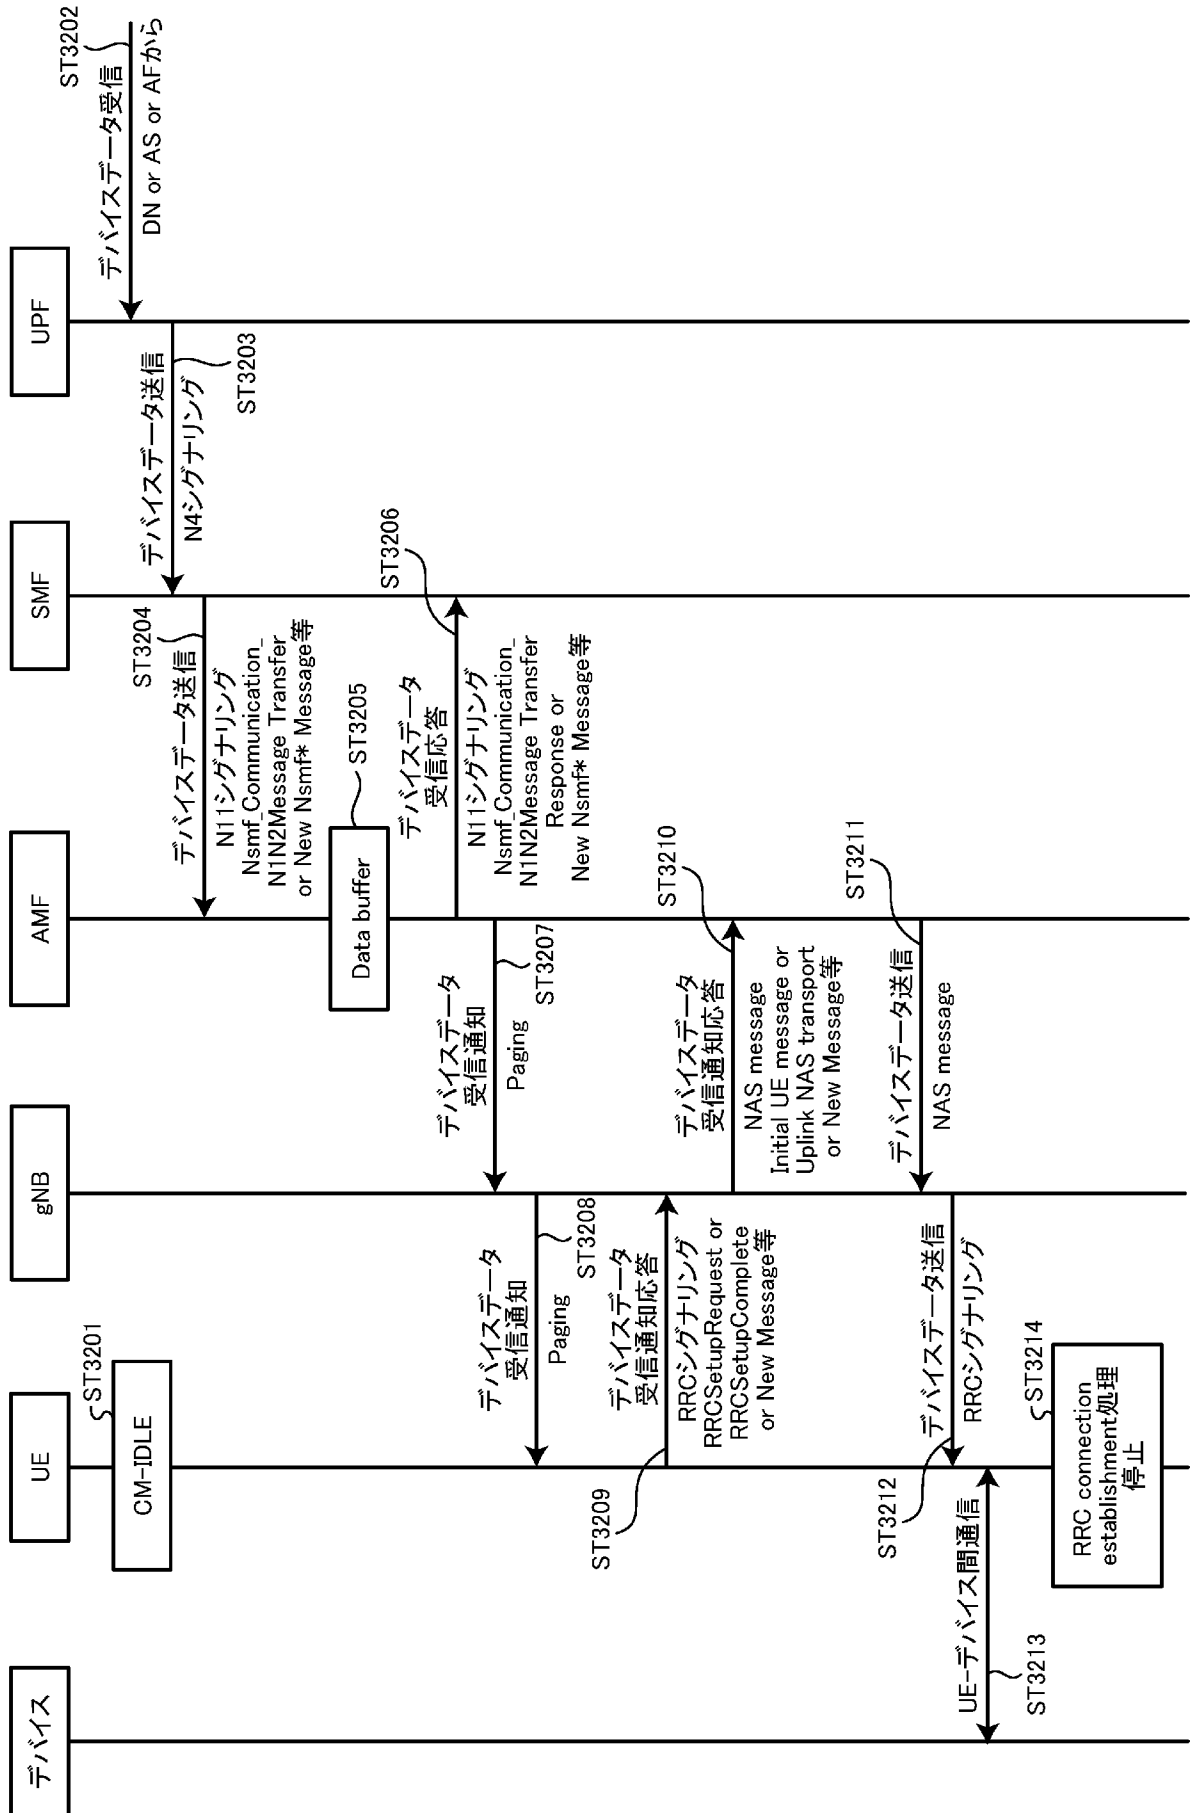 デバイス
UE
gNB
AMF
SMF
UPF
ST3201
CM-IDLE
ST3202
デバイスデータ受信
DN or AS or AFから
デバイスデータ送信
N4シグナリング
ST3203
ST3204
デバイスデータ送信
N11シグナリング
Nsmf_Communication_
N1N2Message Transfer
or New Nsmf* Message等
Data buffer
ST3205
デバイスデータ
受信応答
N11シグナリング
Nsmf_Communication_
N1N2Message Transfer
Response or
New Nsmf* Message等
ST3206
デバイスデータ
受信通知
Paging
ST3207
デバイスデータ
受信通知
Paging
ST3208
デバイスデータ
受信通知応答
RRCシグナリング
RRCSetupRequest or
RRCSetupComplete
or New Message等
ST3209
デバイスデータ
受信通知応答
NAS message
Initial UE message or
Uplink NAS transport
or New Message等
ST3210
デバイスデータ送信
NAS message
ST3211
デバイスデータ送信
RRCシグナリング
ST3212
UE-デバイス間通信
ST3213
RRC connection
establishment処理
停止
ST3214